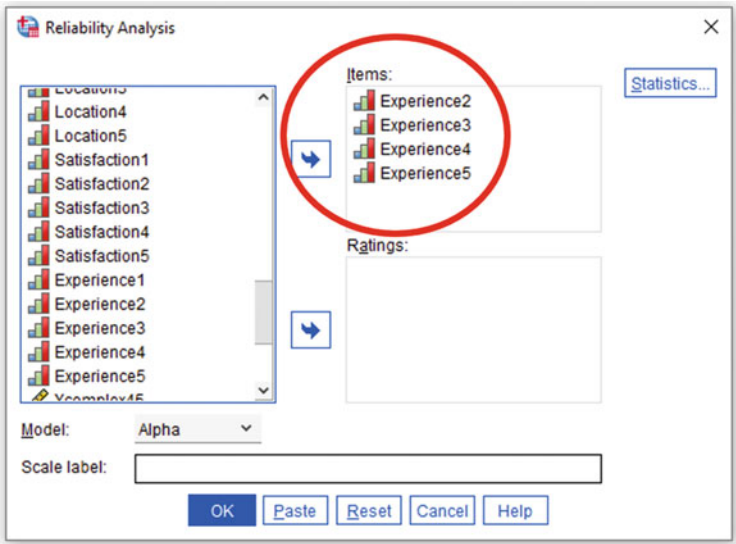 Reliability Analysis
Items:
Statistics...
Location4
Location5
Satisfaction1
Satisfaction2
Satisfaction3
Satisfaction4
Satisfaction5
Experience1
Experience2
Experience3
Experience4
Experience5
Experience2
Experience3
Experience4
Experience5
Ratings:
Model:
Alpha
Scale label:
OK
Paste
Reset
Cancel
Help